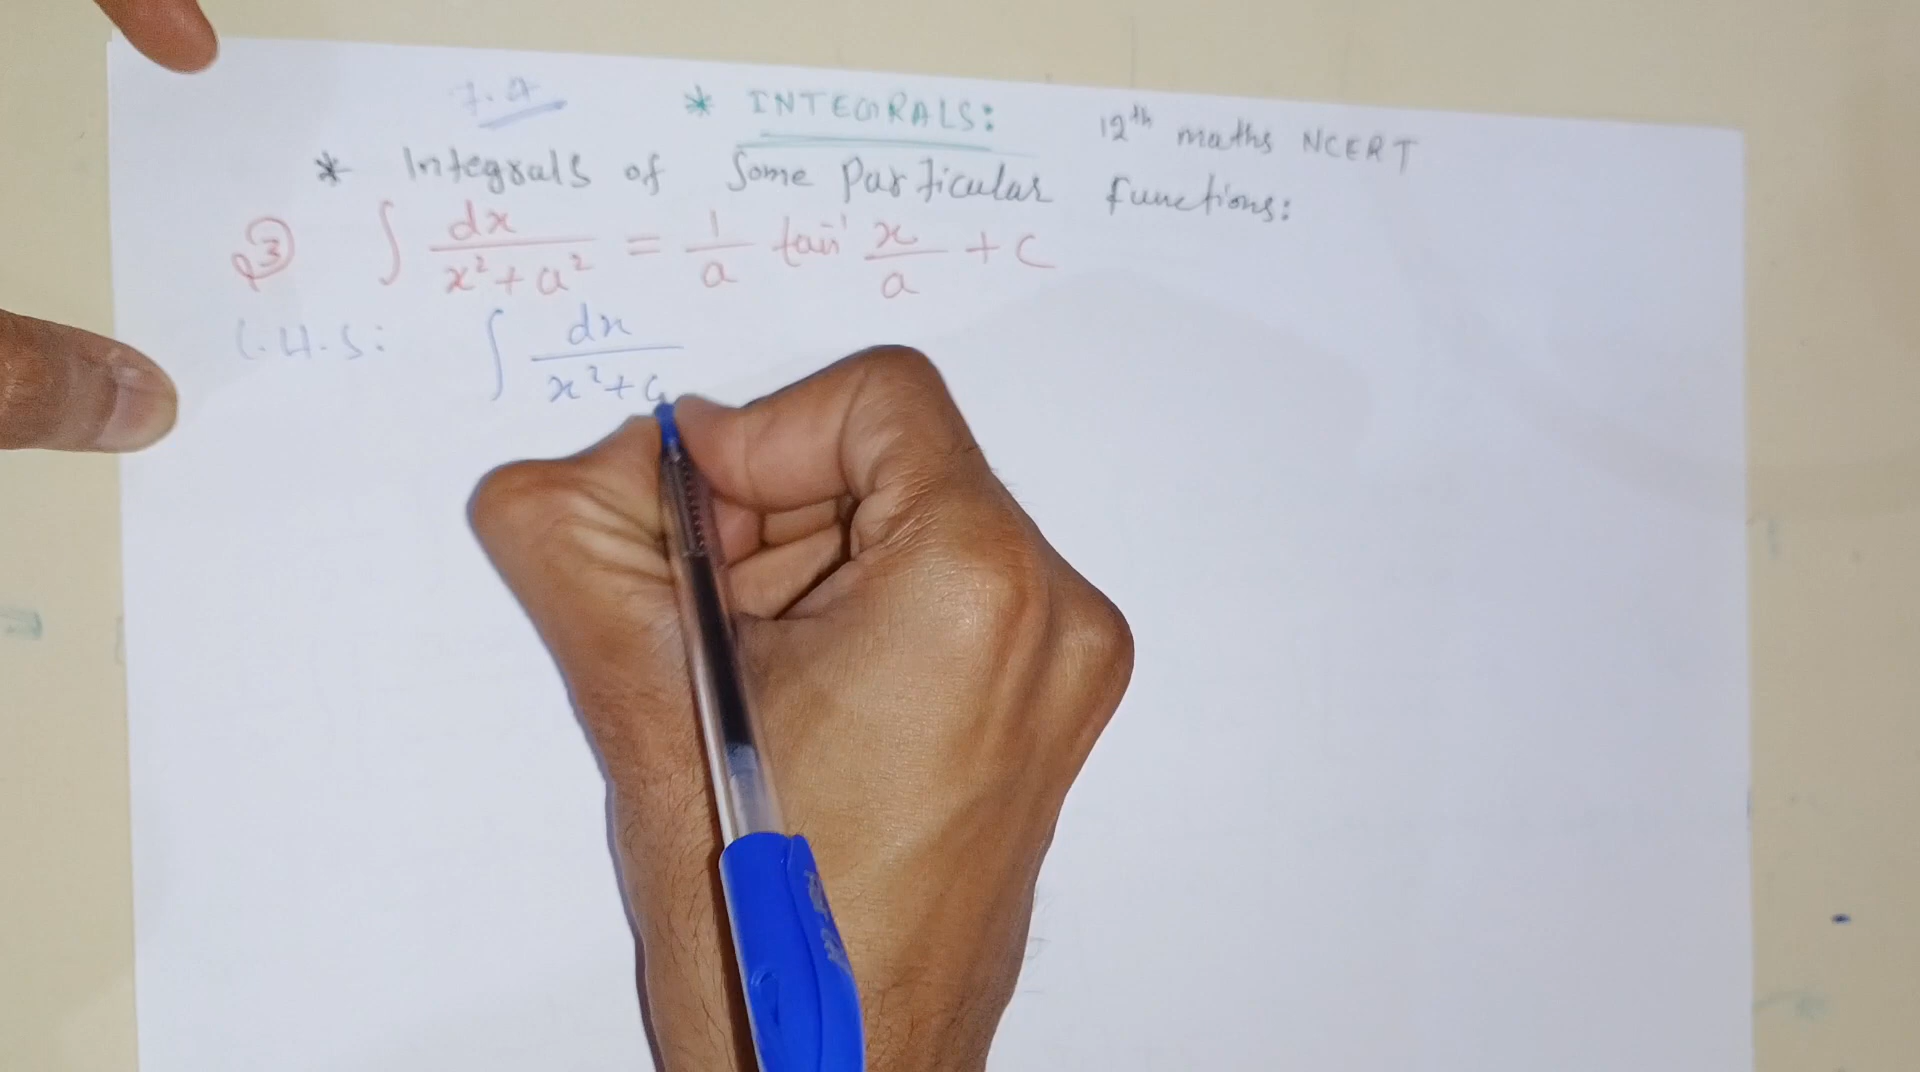 7.4
* INTEGRALS:
12th maths NCERT
* Integrals of Some Particular functions:
③ ∫ dx / x² + a² = 1/a tan⁻¹ x/a + C
L.H.S: ∫ dx / x² + a